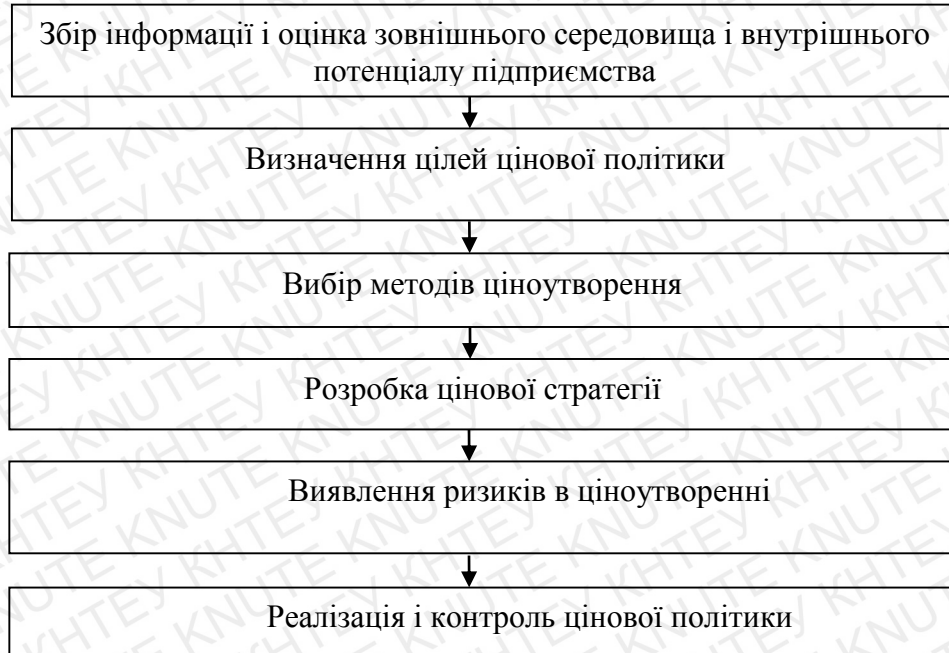 Збір інформації і оцінка зовнішнього середовища і внутрішнього
потенціалу підприємства
Визначення цілей цінової політики
Вибір методів ціноутворення
Розробка цінової стратегії
Виявлення ризиків в ціноутворенні
Реалізація і контроль цінової політики